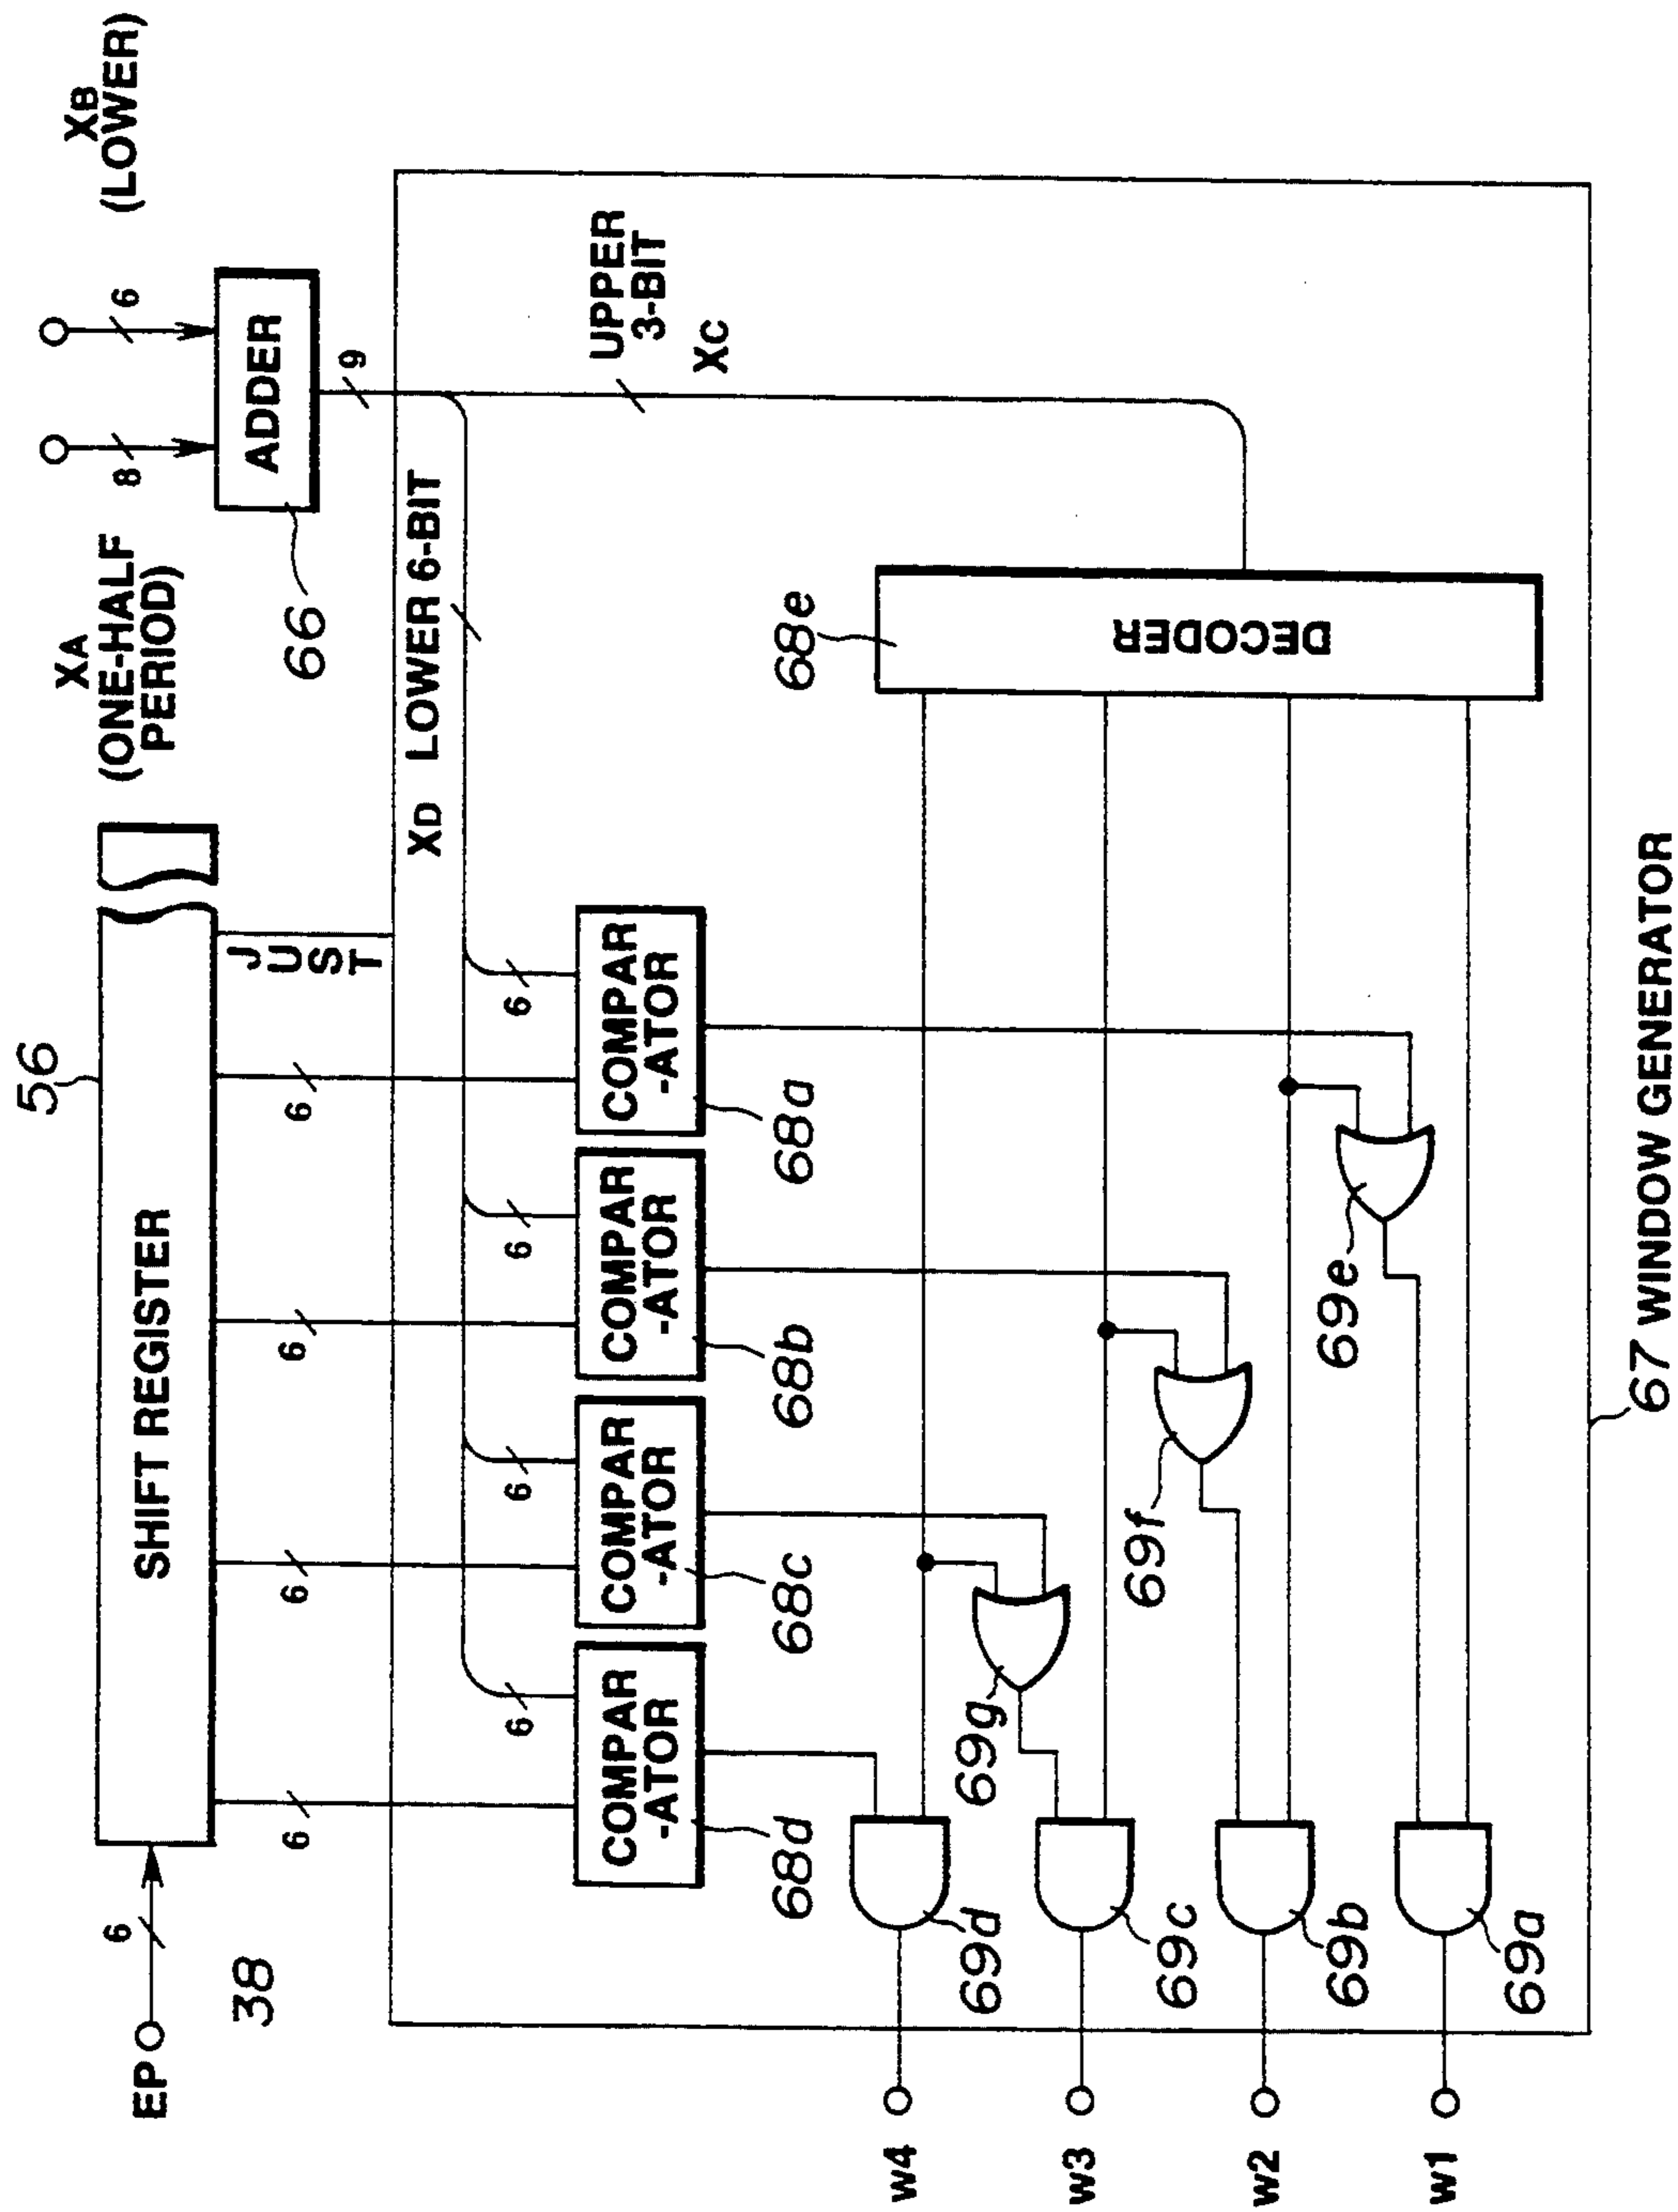 XA
(ONE-HALF
PERIOD)
XB
(LOWER)
8
6
ADDER
66
9
56
SHIFT REGISTER
EP
6
38
J
U
S
T
XD LOWER 6-BIT
UPPER
3-BIT
XC
6
6
6
6
6
6
6
6
COMPAR
-ATOR
68d
COMPAR
-ATOR
68c
COMPAR
-ATOR
68b
COMPAR
-ATOR
68a
DECODER
68e
69g
69f
69e
69d
69c
69b
69a
w4
w3
w2
w1
67 WINDOW GENERATOR